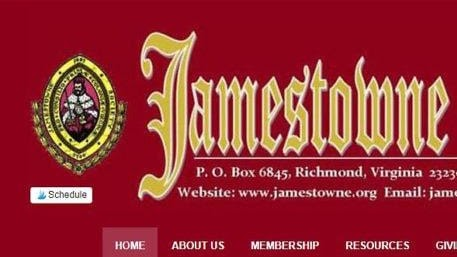 Jamestowne
P. O. Box 6845, Richmond, Virginia
Website: www.jamestowne.org Email:
Schedule
HOME ABOUT US MEMBERSHIP RESOURCES